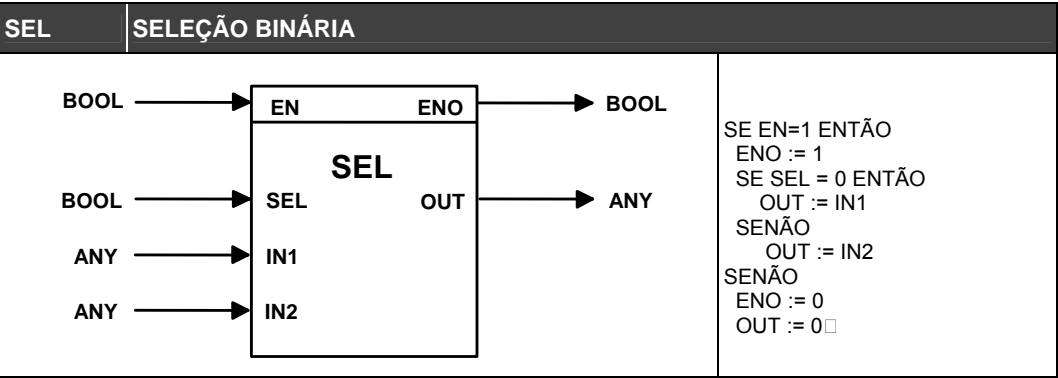 SEL SELEÇÃO BINÁRIA
BOOL EN ENO BOOL
SEL
BOOL SEL OUT ANY
ANY IN1
ANY IN2
SE EN=1 ENTÃO
ENO := 1
SE SEL = 0 ENTÃO
OUT := IN1
SENÃO
OUT := IN2
SENÃO
ENO := 0
OUT := 0□